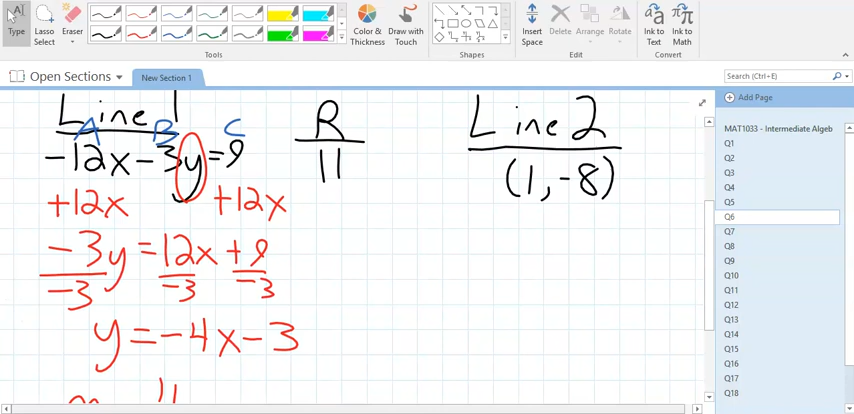 Type
Lasso
Select
Eraser
Color &
Thickness
Draw with
Touch
Insert
Space
Delete
Arrange
Rotate
Ink to
Text
Ink to
Math
Tools
Shapes
Edit
Convert
Open Sections
New Section 1
Search (Ctrl+E)
Line 1
A B C
-12x - 3y = 9
+12x +12x
-3y = 12x + 9
-3 -3 -3
y = -4x - 3
R
11
Line 2
(1, -8)
Add Page
MAT1033 - Intermediate Algeb
Q1
Q2
Q3
Q4
Q5
Q6
Q7
Q8
Q9
Q10
Q11
Q12
Q13
Q14
Q15
Q16
Q17
Q18